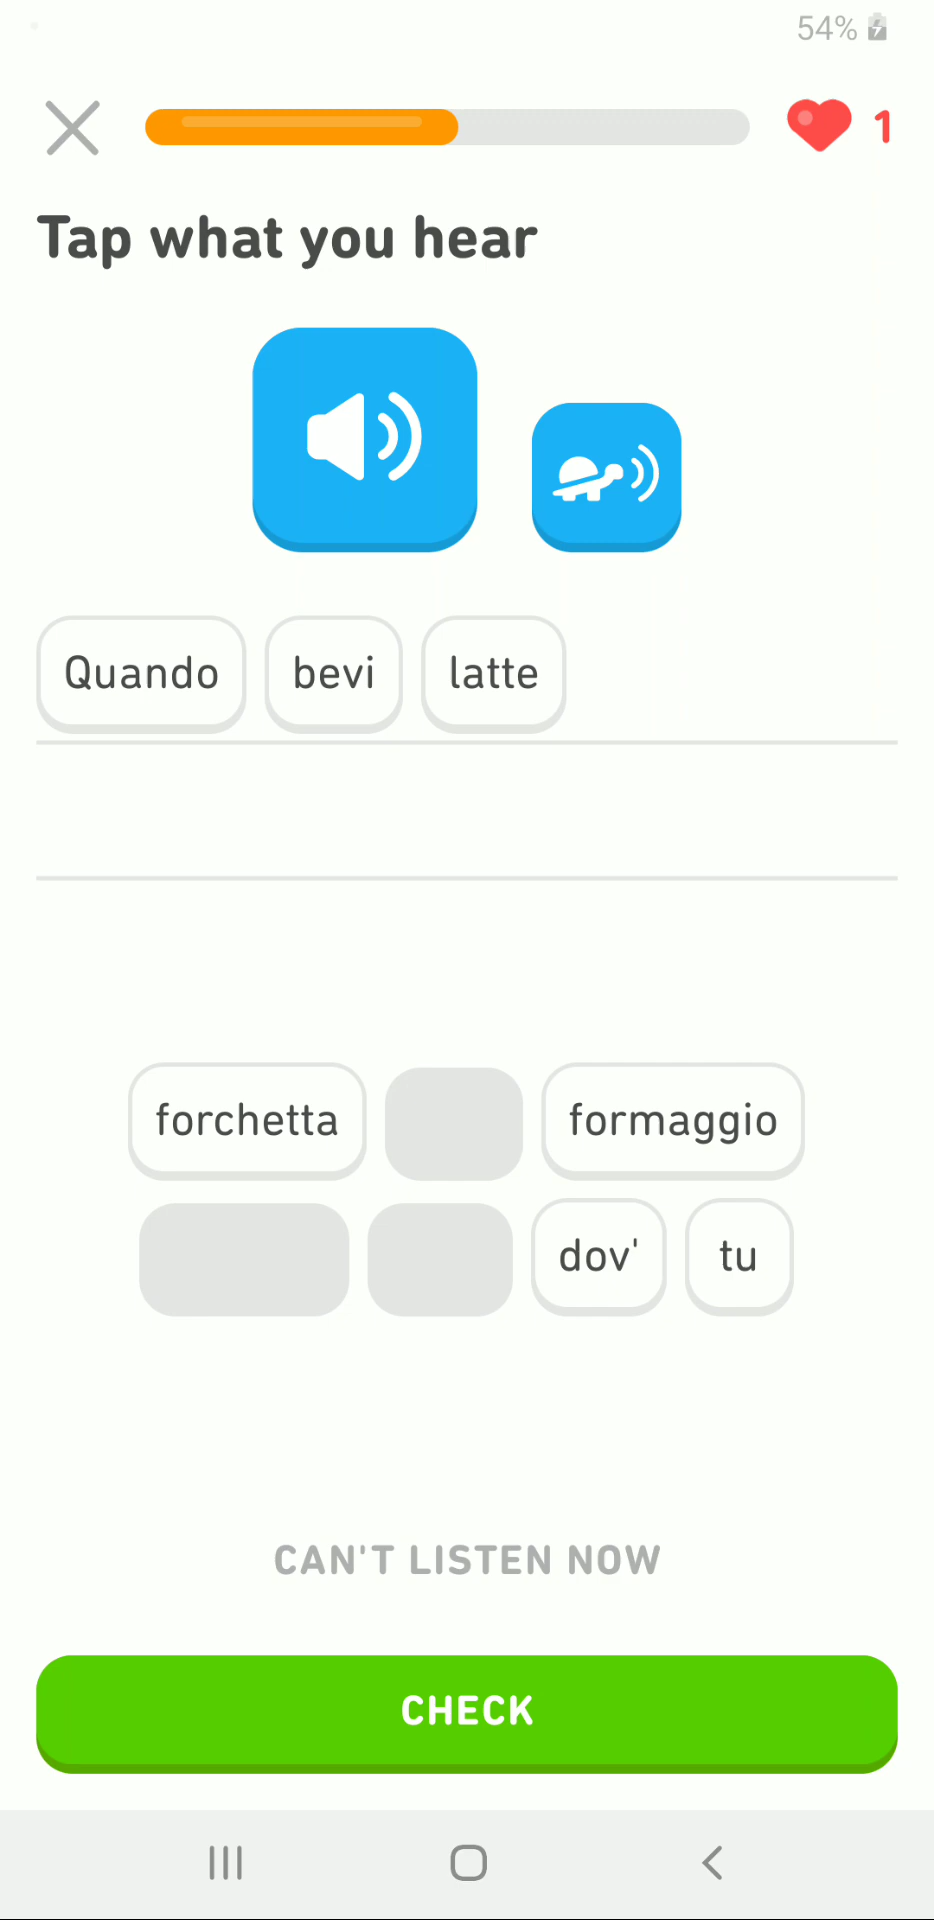 54%
1
Tap what you hear
Quando bevi latte
forchetta formaggio
dov' tu
CAN'T LISTEN NOW
CHECK